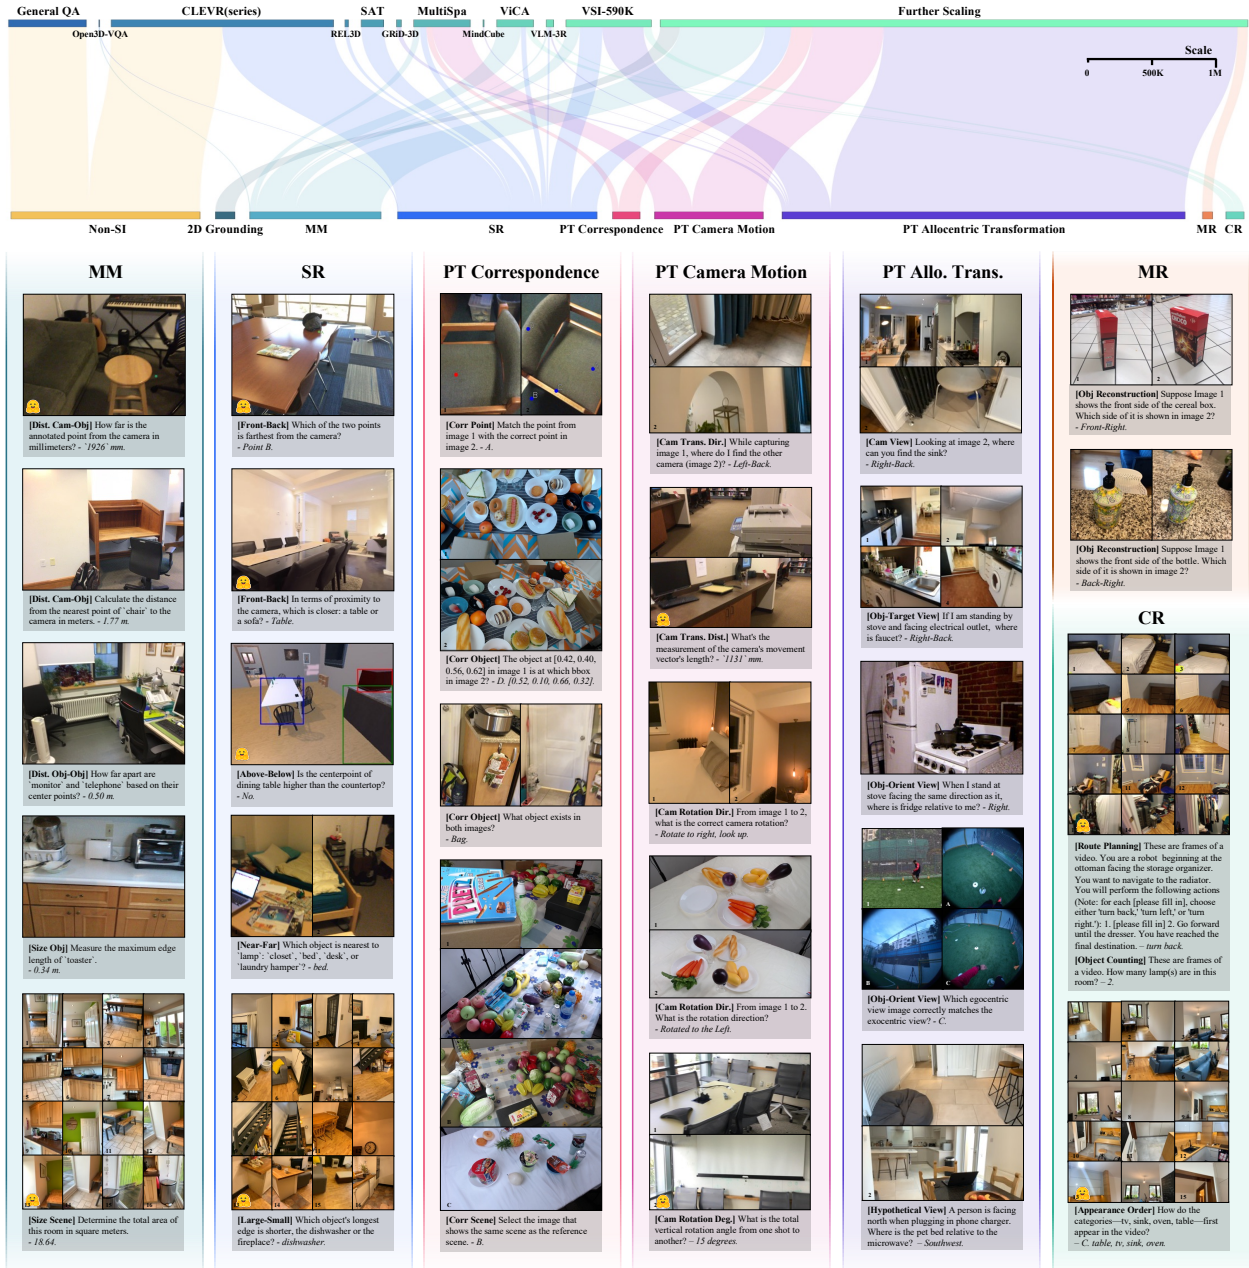 General QA
CLEVR(series)
SAT
MultiSpa
ViCA
VSI-590K
Further Scaling
Open3D-VQA
REL3D
GRiD-3D
MindCube
VLM-3R
Scale
0
500K
1M
Non-SI
2D Grounding
MM
SR
PT Correspondence
PT Camera Motion
PT Allocentric Transformation
MR
CR
MM
[Dist. Cam-Obj] How far is the
annotated point from the camera in
millimeters? - `1926` mm.
[Dist. Cam-Obj] Calculate the distance
from the nearest point of `chair` to the
camera in meters. - 1.77 m.
[Dist. Obj-Obj] How far apart are
`monitor` and `telephone` based on their
center points? - 0.50 m.
[Size Obj] Measure the maximum edge
length of `toaster`.
- 0.34 m.
[Size Scene] Determine the total area of
this room in square meters.
- 18.64.
SR
[Front-Back] Which of the two points
is farthest from the camera?
- Point B.
[Front-Back] In terms of proximity to
the camera, which is closer: a table or
a sofa? - Table.
[Above-Below] Is the centerpoint of
dining table higher than the countertop?
- No.
[Near-Far] Which object is nearest to
`lamp`: `closet`, `bed`, `desk`, or
`laundry hamper`? - bed.
[Large-Small] Which object's longest
edge is shorter, the dishwasher or the
fireplace? - dishwasher.
PT Correspondence
[Corr Point] Match the point from
image 1 with the correct point in
image 2. - A.
[Corr Object] The object at [0.42, 0.40,
0.56, 0.62] in image 1 is at which bbox
in image 2? - D. [0.52, 0.10, 0.66, 0.32].
[Corr Object] What object exists in
both images?
- Bag.
[Corr Scene] Select the image that
shows the same scene as the reference
scene. - B.
PT Camera Motion
[Cam Trans. Dir.] While capturing
image 1, where do I find the other
camera (image 2)? - Left-Back.
[Cam Trans. Dist.] What's the
measurement of the camera's movement
vector's length? - `1131` mm.
[Cam Rotation Dir.] From image 1 to 2,
what is the correct camera rotation?
- Rotate to right, look up.
[Cam Rotation Dir.] From image 1 to 2.
What is the rotation direction?
- Rotated to the Left.
[Cam Rotation Deg.] What is the total
vertical rotation angle from one shot to
another? – 15 degrees.
PT Allo. Trans.
[Cam View] Looking at image 2, where
can you find the sink?
- Right-Back.
[Obj-Target View] If I am standing by
stove and facing electrical outlet, where
is faucet? - Right-Back.
[Obj-Orient View] When I stand at
stove facing the same direction as it,
where is fridge relative to me? - Right.
[Obj-Orient View] Which egocentric
view image correctly matches the
exocentric view? - C.
[Hypothetical View] A person is facing
north when plugging in phone charger.
Where is the pet bed relative to the
microwave? – Southwest.
MR
[Obj Reconstruction] Suppose Image 1
shows the front side of the cereal box.
Which side of it is shown in image 2?
- Front-Right.
[Obj Reconstruction] Suppose Image 1
shows the front side of the bottle. Which
side of it is shown in image 2?
- Back-Right.
CR
[Route Planning] These are frames of a
video. You are a robot beginning at the
ottoman facing the storage organizer.
You want to navigate to the radiator.
You will perform the following actions
(Note: for each [please fill in], choose
either 'turn back,' 'turn left,' or 'turn
right.'): 1. [please fill in] 2. Go forward
until the dresser. You have reached the
final destination. – turn back.
[Object Counting] These are frames of
a video. How many lamp(s) are in this
room? – 2.
[Appearance Order] How do the
categories—tv, sink, oven, table—first
appear in the video?
– C. table, tv, sink, oven.